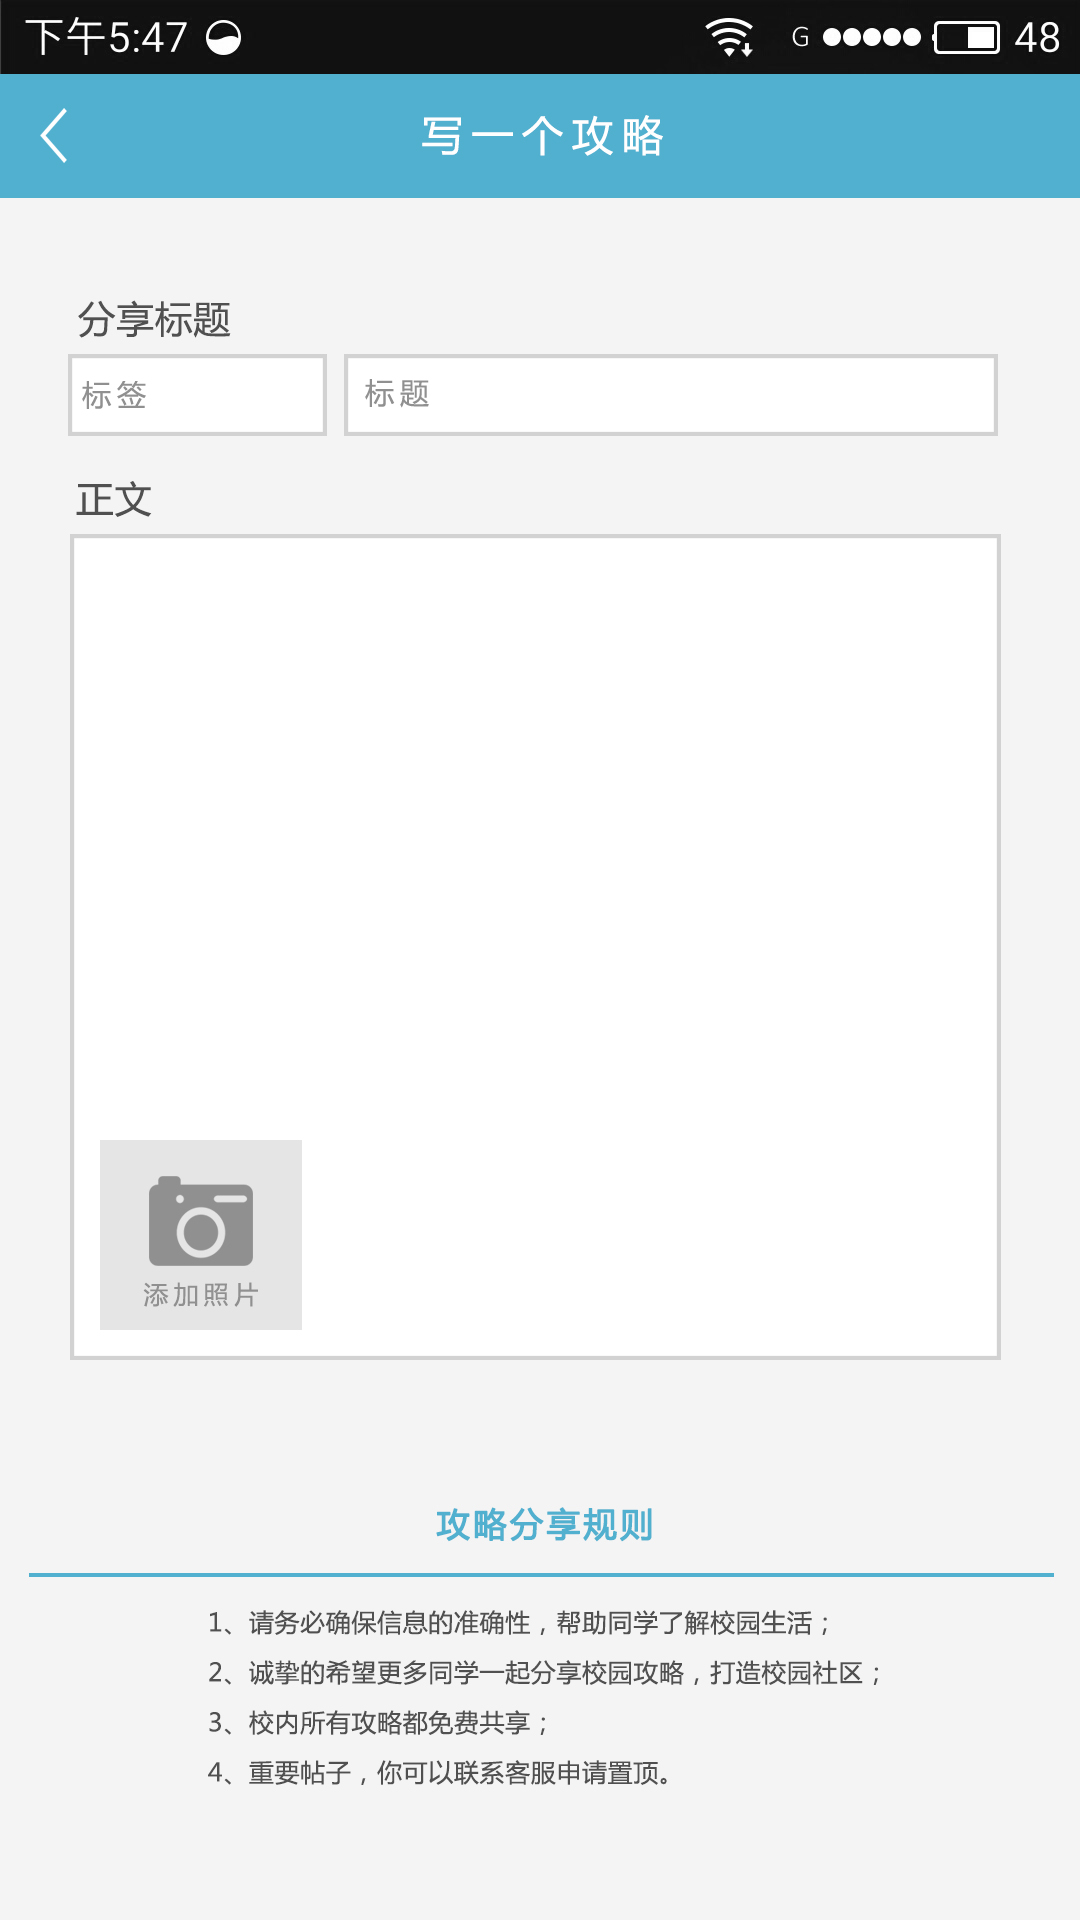 下午5:47 G 48
写一个攻略
分享标题
标签 标题
正文
添加照片
攻略分享规则
1、请务必确保信息的准确性，帮助同学了解校园生活；
2、诚挚的希望更多同学一起分享校园攻略，打造校园社区；
3、校内所有攻略都免费共享；
4、重要帖子，你可以联系客服申请置顶。